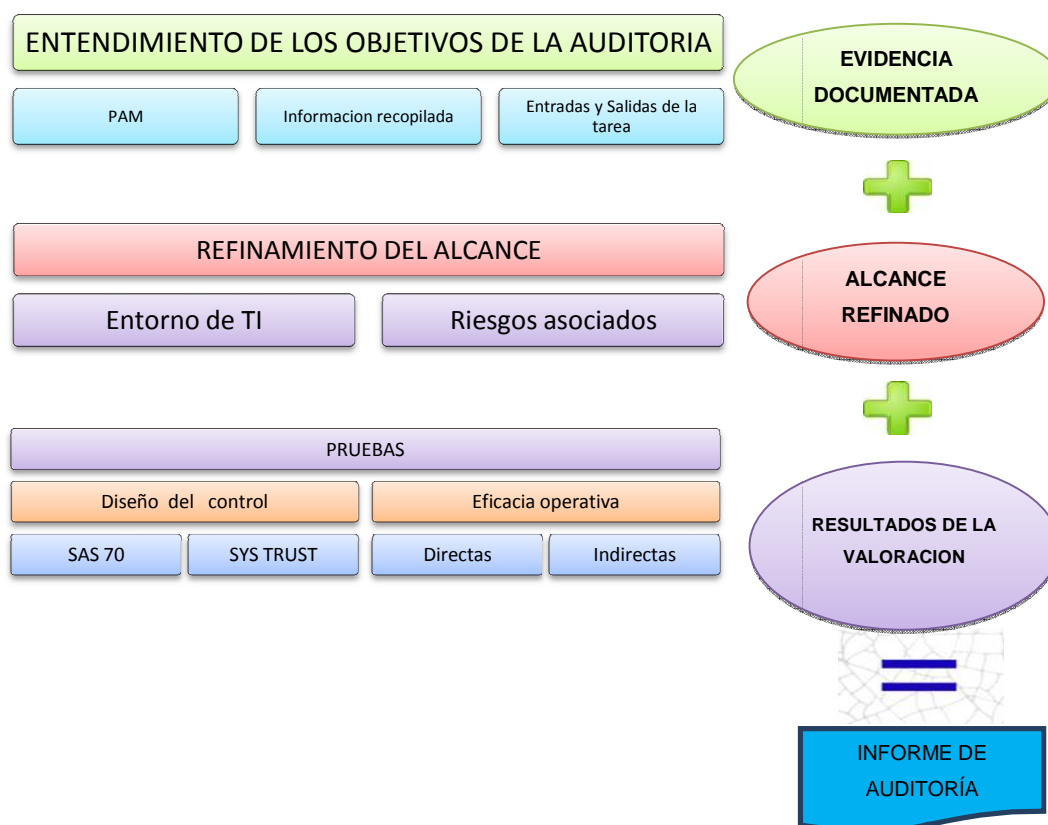 ENTENDIMIENTO DE LOS OBJETIVOS DE LA AUDITORIA
PAM
Informacion recopilada
Entradas y Salidas de la
tarea
EVIDENCIA
DOCUMENTADA
REFINAMIENTO DEL ALCANCE
Entorno de TI
Riesgos asociados
ALCANCE
REFINADO
PRUEBAS
Diseño del control
Eficacia operativa
SAS 70
SYS TRUST
Directas
Indirectas
RESULTADOS DE LA
VALORACION
INFORME DE
AUDITORÍA